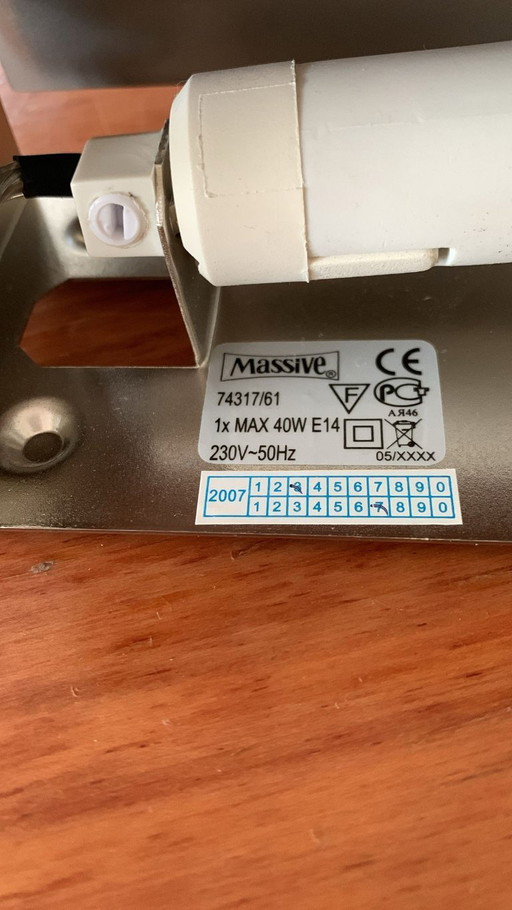 Massive®
CE
74317/61
F
РС
АЯ46
1x MAX 40W E14
230V~50Hz
05/XXXX
2007 1 2 3 4 5 6 7 8 9 0
1 2 3 4 5 6 7 8 9 0